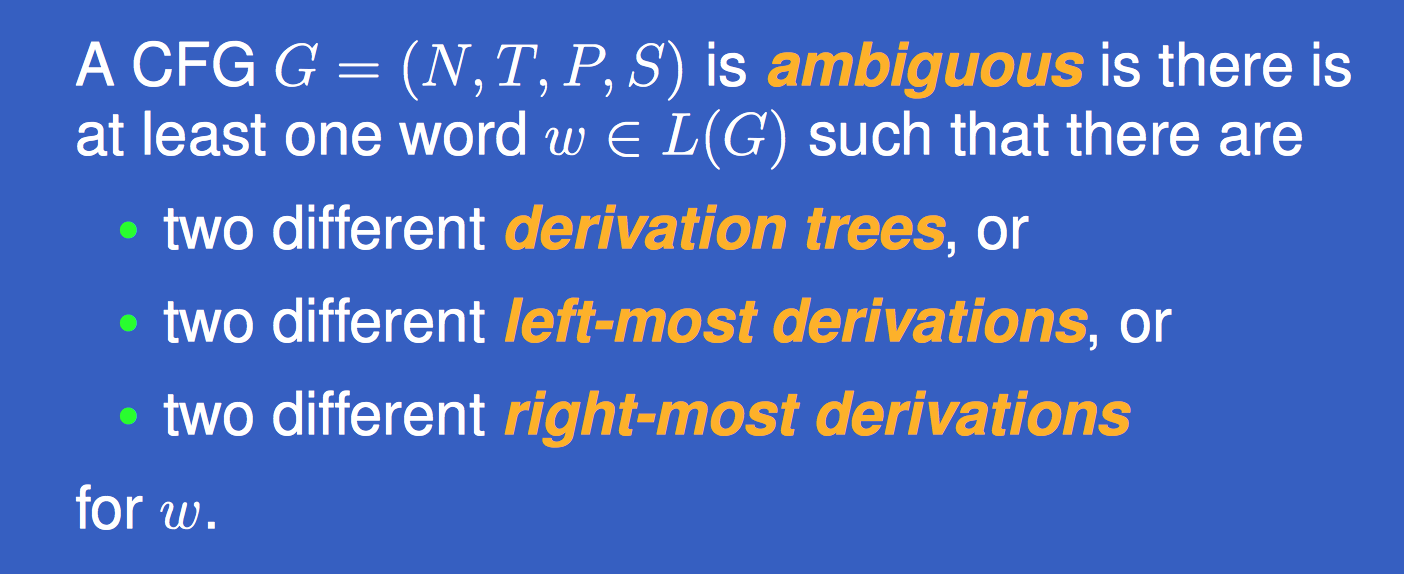 A CFG G = (N, T, P, S) is ambiguous is there is
at least one word w ∈ L(G) such that there are
• two different derivation trees, or
• two different left-most derivations, or
• two different right-most derivations
for w.